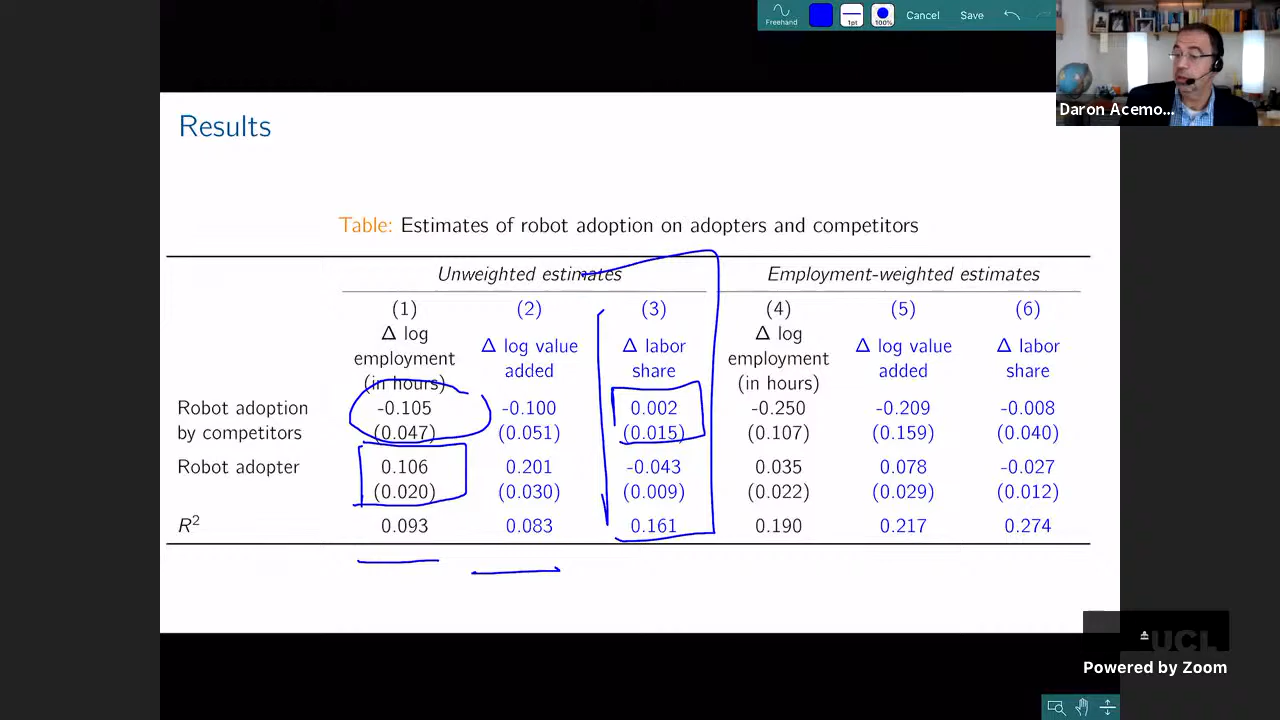 Freehand 1pt 100% Cancel Save
Daron Acemo...
Results
Table: Estimates of robot adoption on adopters and competitors
Unweighted estimates Employment-weighted estimates
(1) (2) (3) (4) (5) (6)
Δ log employment (in hours) Δ log value added Δ labor share Δ log employment (in hours) Δ log value added Δ labor share
Robot adoption -0.105 -0.100 0.002 -0.250 -0.209 -0.008
by competitors (0.047) (0.051) (0.015) (0.107) (0.159) (0.040)
Robot adopter 0.106 0.201 -0.043 0.035 0.078 -0.027
(0.020) (0.030) (0.009) (0.022) (0.029) (0.012)
R² 0.093 0.083 0.161 0.190 0.217 0.274
UCL
Powered by Zoom